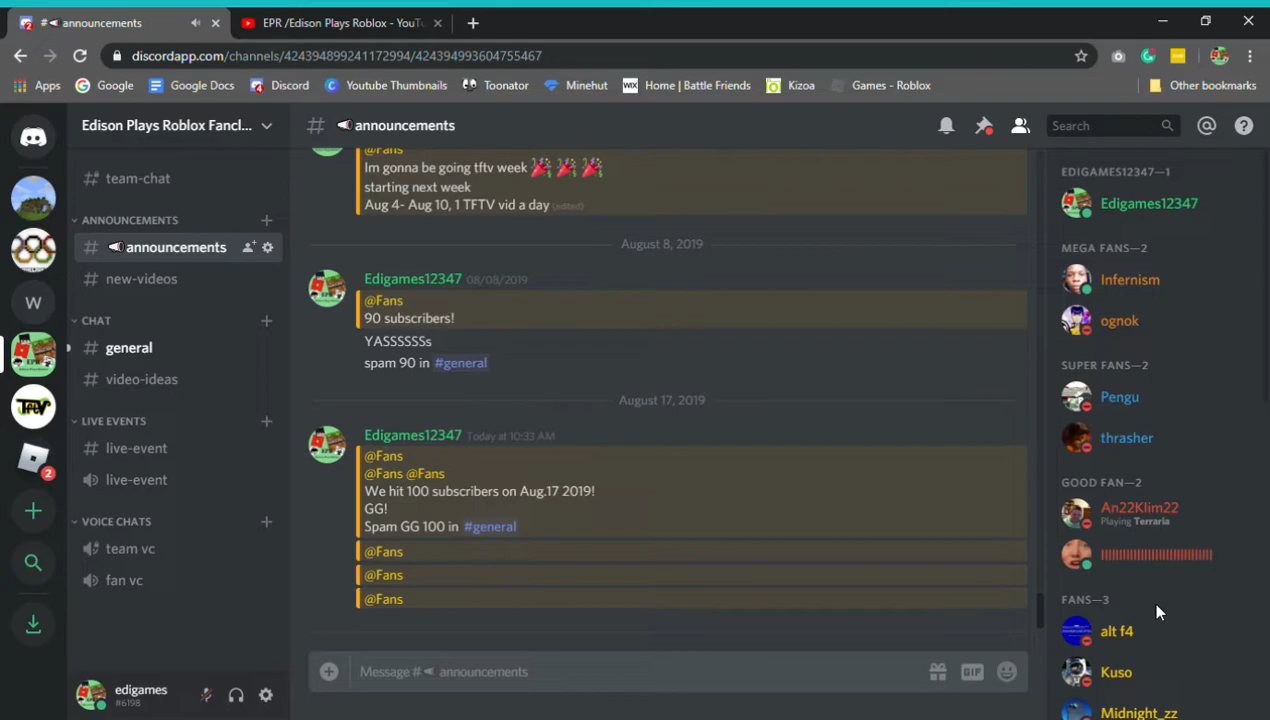 # announcements
EPR /Edison Plays Roblox - YouT
discordapp.com/channels/424394899241172994/424394993604755467
Apps
Google
Google Docs
Discord
Youtube Thumbnails
Toonator
Minehut
WIX Home | Battle Friends
Kizoa
Games - Roblox
Other bookmarks
Edison Plays Roblox Fancl...
team-chat
ANNOUNCEMENTS
announcements
new-videos
W
CHAT
general
video-ideas
LIVE EVENTS
live-event
live-event
2
VOICE CHATS
team vc
fan vc
edigames
#6198
# announcements
Search
@Fans
Im gonna be going tftv week
starting next week
Aug 4- Aug 10, 1 TFTV vid a day (edited)
August 8, 2019
Edigames12347 08/08/2019
@Fans
90 subscribers!
YASSSSSSs
spam 90 in #general
August 17, 2019
Edigames12347 Today at 10:33 AM
@Fans
@Fans @Fans
We hit 100 subscribers on Aug.17 2019!
GG!
Spam GG 100 in #general
@Fans
@Fans
@Fans
Message # announcements
GIF
EDIGAMES12347—1
Edigames12347
MEGA FANS—2
Infernism
ognok
SUPER FANS—2
Pengu
thrasher
GOOD FAN—2
An22Klim22
Playing Terraria
FANS—3
alt f4
Kuso
Midnight_zz